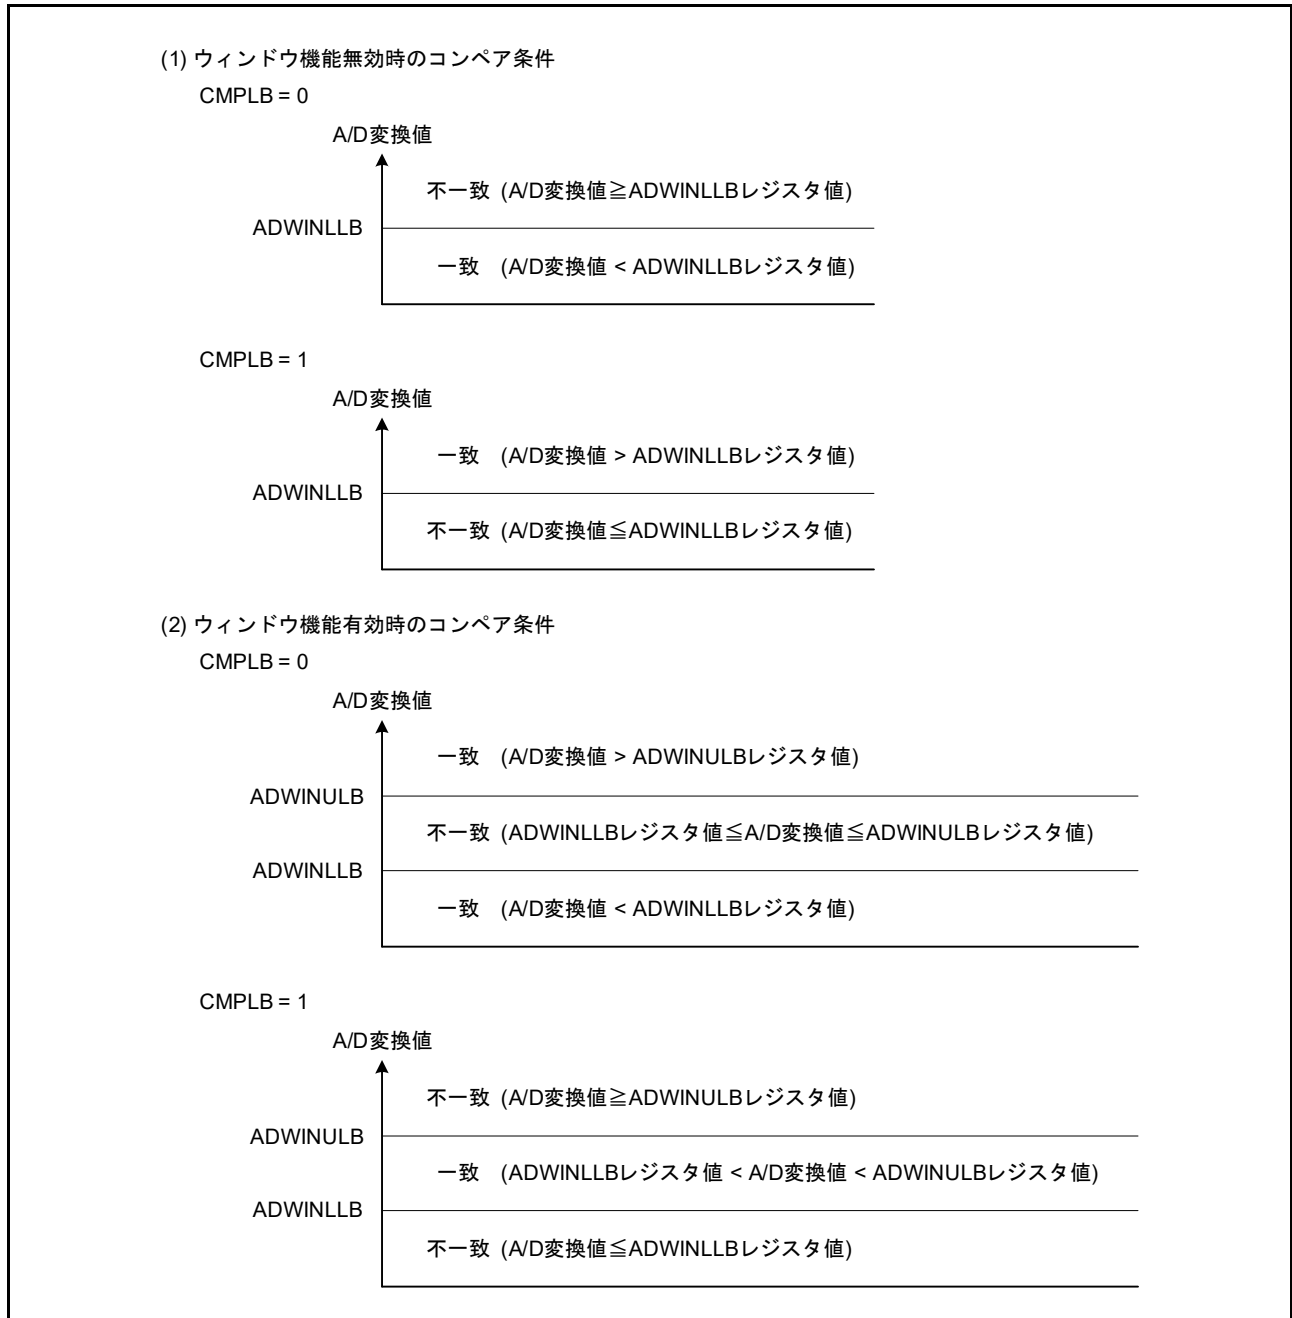 (1) ウィンドウ機能無効時のコンペア条件
CMPLB = 0
A/D変換値
不一致 (A/D変換値≧ADWINLLBレジスタ値)
ADWINLLB
一致 (A/D変換値 < ADWINLLBレジスタ値)
CMPLB = 1
A/D変換値
一致 (A/D変換値 > ADWINLLBレジスタ値)
ADWINLLB
不一致 (A/D変換値≦ADWINLLBレジスタ値)
(2) ウィンドウ機能有効時のコンペア条件
CMPLB = 0
A/D変換値
一致 (A/D変換値 > ADWINULBレジスタ値)
ADWINULB
不一致 (ADWINLLBレジスタ値≦A/D変換値≦ADWINULBレジスタ値)
ADWINLLB
一致 (A/D変換値 < ADWINLLBレジスタ値)
CMPLB = 1
A/D変換値
不一致 (A/D変換値≧ADWINULBレジスタ値)
ADWINULB
一致 (ADWINLLBレジスタ値 < A/D変換値 < ADWINULBレジスタ値)
ADWINLLB
不一致 (A/D変換値≦ADWINLLBレジスタ値)